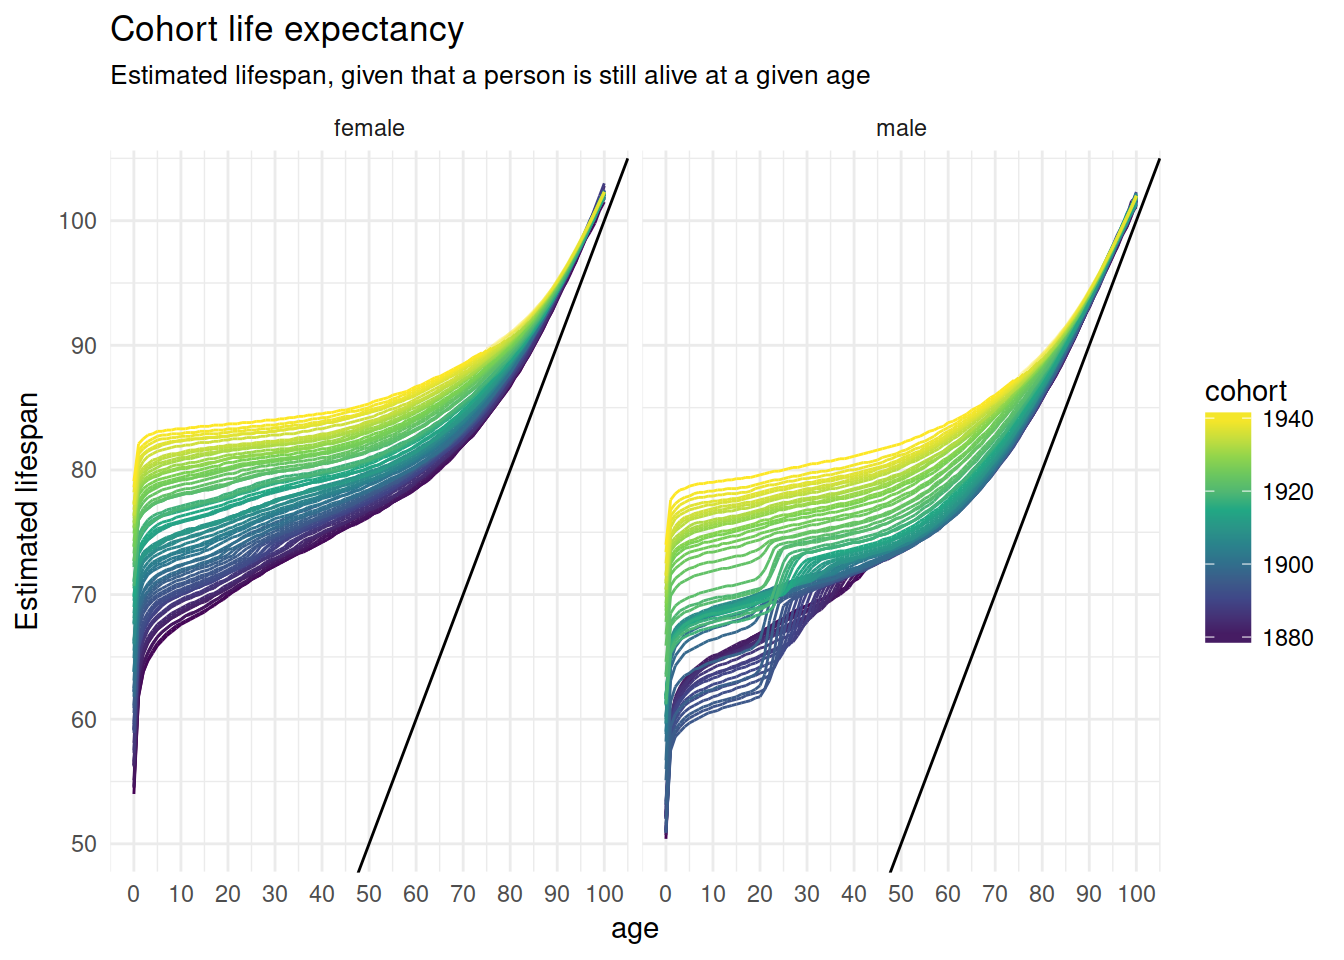 Cohort life expectancy
Estimated lifespan, given that a person is still alive at a given age
female
male
Estimated lifespan
100
90
80
70
60
50
0 10 20 30 40 50 60 70 80 90 100
0 10 20 30 40 50 60 70 80 90 100
age
cohort
1940
1920
1900
1880